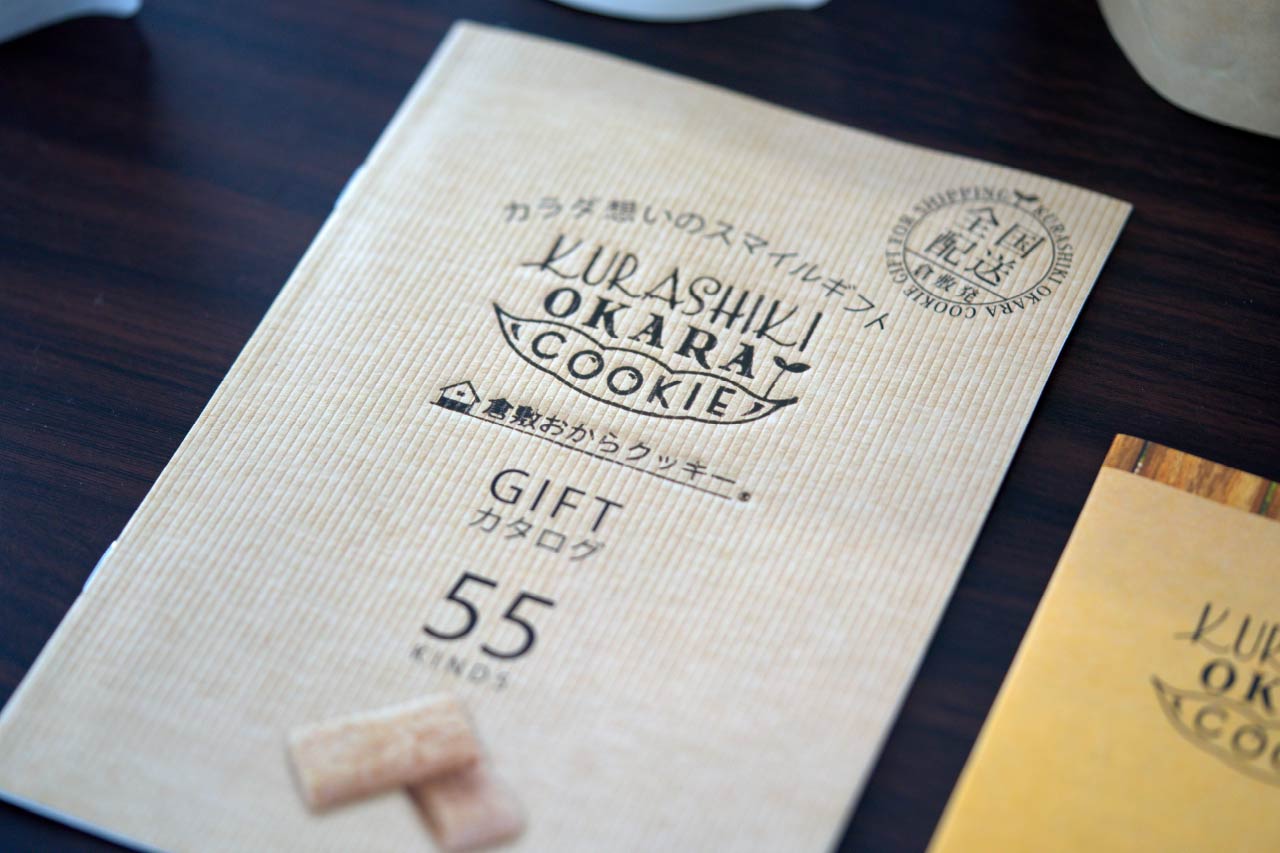 カラダ想いのスマイルギフト
KURASHIKI
OKARA
COOKIE
倉敷おからクッキー®
GIFT
カタログ
55
KINDS
KURASHIKI OKARA COOKIE GIFT FOR SHIPPING
全国
配送
倉敷発
KUR
OK
COO